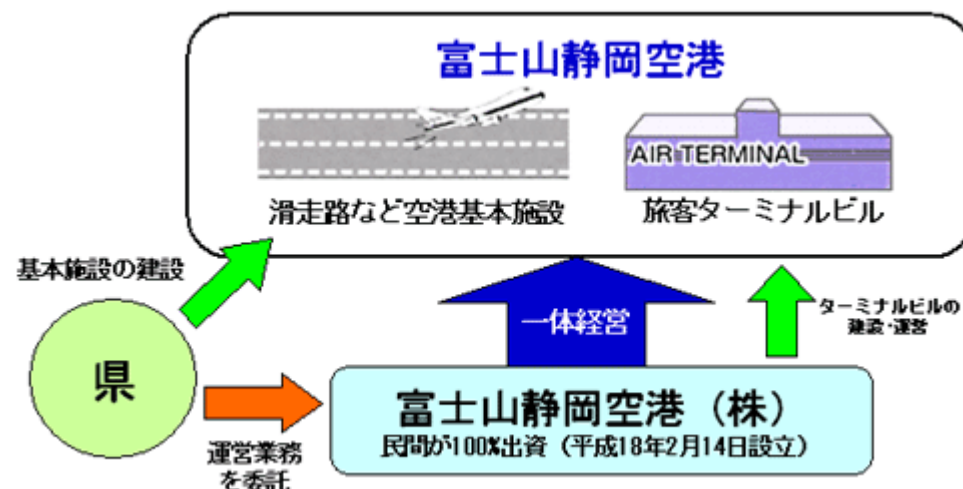 富士山静岡空港
AIR TERMINAL
滑走路など空港基本施設
旅客ターミナルビル
基本施設の建設
一体経営
ターミナルビルの
建設・運営
県
運営業務
を委託
富士山静岡空港（株）
民間が100%出資（平成18年2月14日設立）